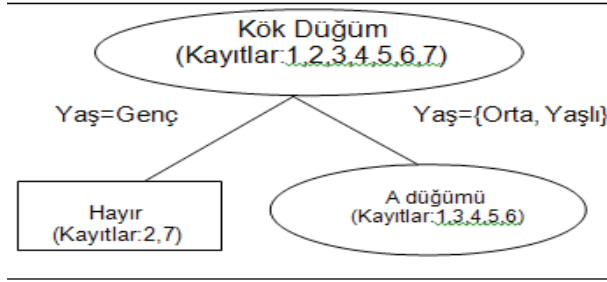 Kök Düğüm
(Kayıtlar:1,2,3,4,5,6,7)
Yaş=Genç
Yaş={Orta, Yaşlı}
Hayır
(Kayıtlar:2,7)
A düğümü
(Kayıtlar:1,3,4,5,6)